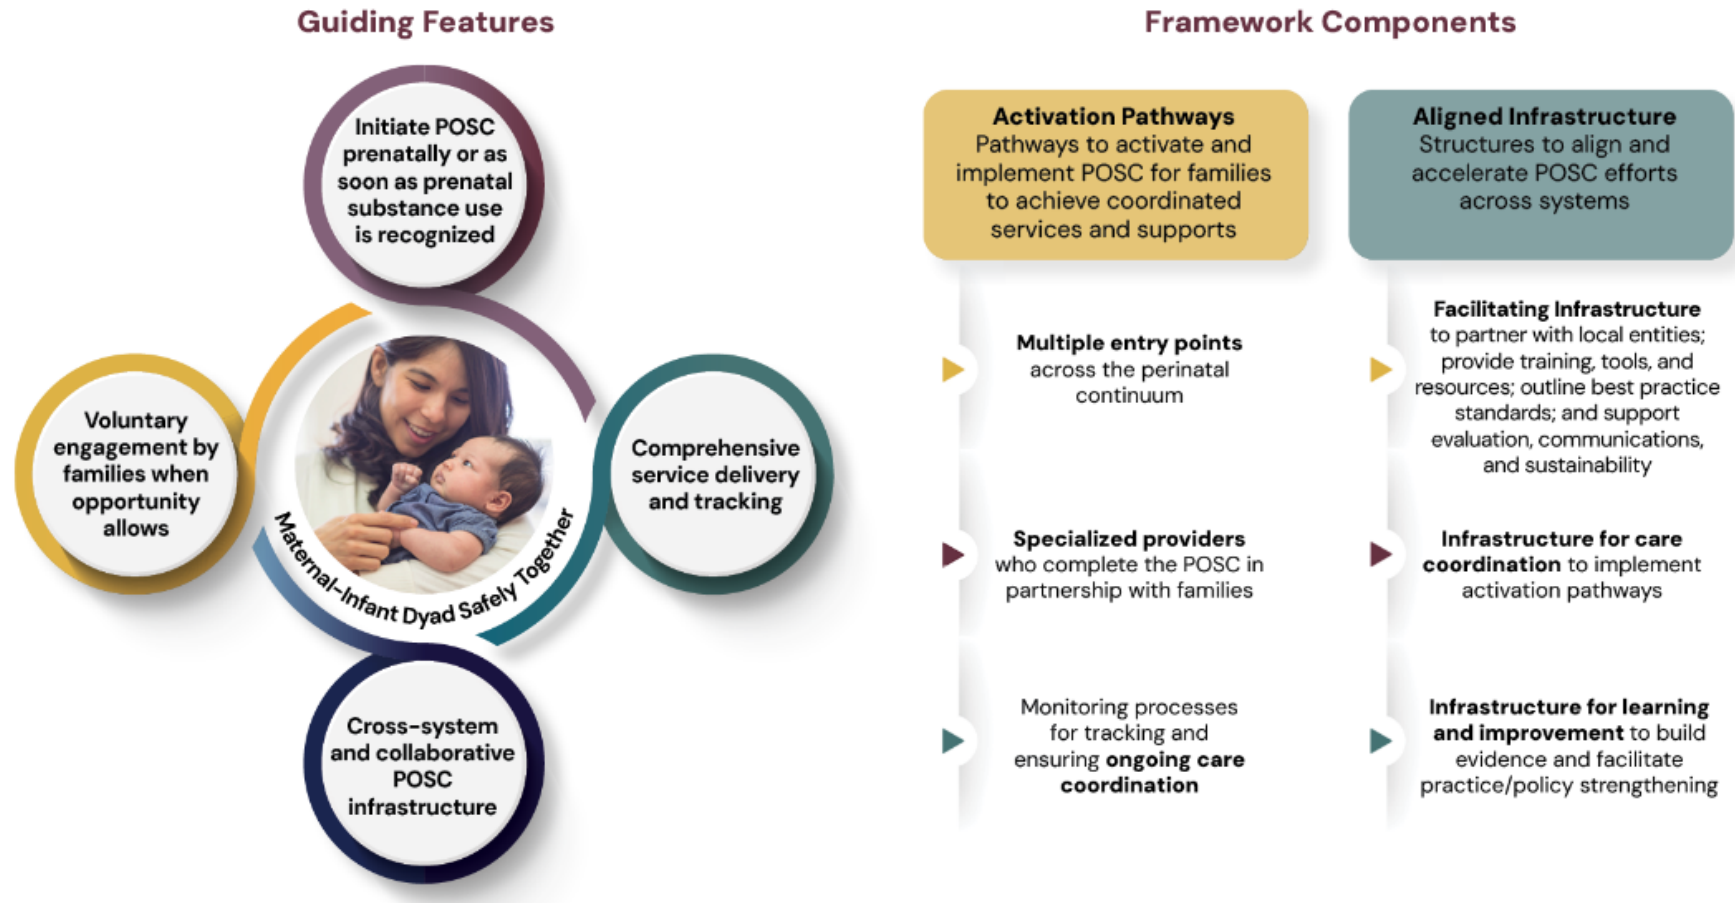 Guiding Features
Initiate POSC
prenatally or as
soon as prenatal
substance use
is recognized
Voluntary
engagement by
families when
opportunity
allows
Comprehensive
service delivery
and tracking
Maternal-Infant Dyad Safely Together
Cross-system
and collaborative
POSC
infrastructure
Framework Components
Activation Pathways
Pathways to activate and
implement POSC for families
to achieve coordinated
services and supports
Multiple entry points
across the perinatal
continuum
Specialized providers
who complete the POSC in
partnership with families
Monitoring processes
for tracking and
ensuring ongoing care
coordination
Aligned Infrastructure
Structures to align and
accelerate POSC efforts
across systems
Facilitating Infrastructure
to partner with local entities;
provide training, tools, and
resources; outline best practice
standards; and support
evaluation, communications,
and sustainability
Infrastructure for care
coordination to implement
activation pathways
Infrastructure for learning
and improvement to build
evidence and facilitate
practice/policy strengthening